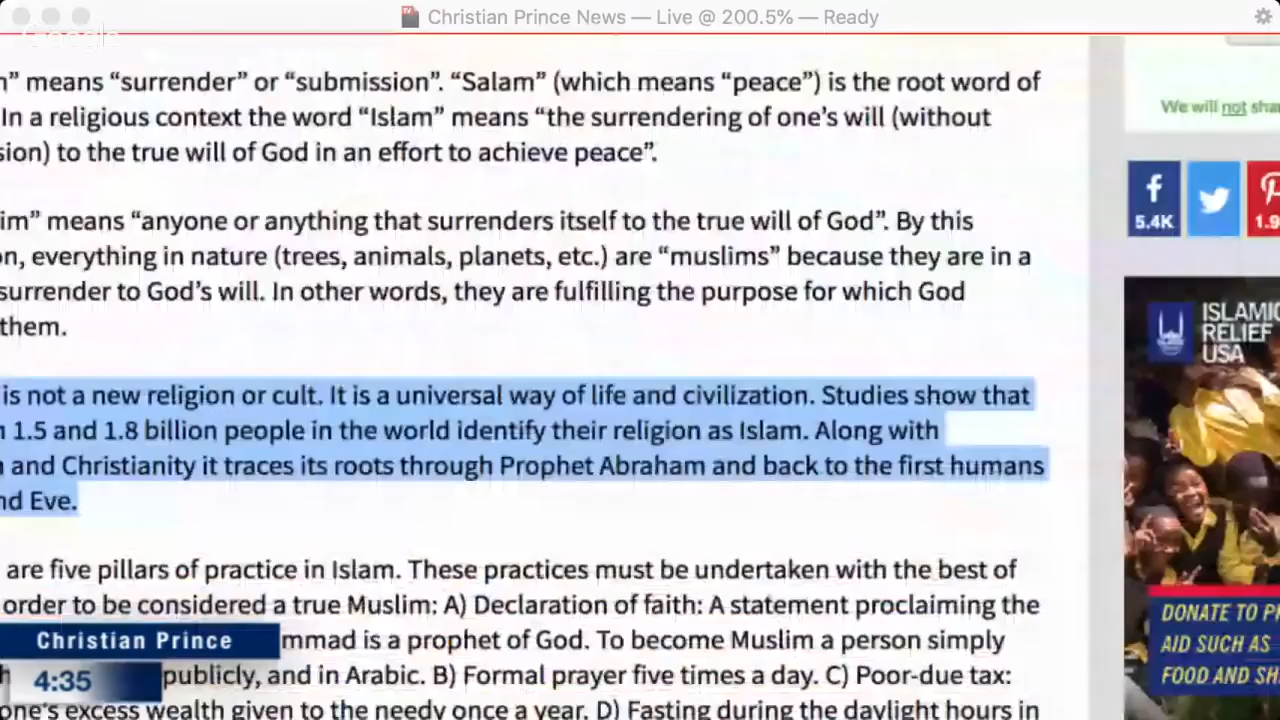 Christian Prince News — Live @ 200.5% — Ready
Google
n” means “surrender” or “submission”. “Salam” (which means “peace”) is the root word of
In a religious context the word “Islam” means “the surrendering of one’s will (without
sion) to the true will of God in an effort to achieve peace”.
im” means “anyone or anything that surrenders itself to the true will of God”. By this
on, everything in nature (trees, animals, planets, etc.) are “muslims” because they are in a
surrender to God’s will. In other words, they are fulfilling the purpose for which God
them.
is not a new religion or cult. It is a universal way of life and civilization. Studies show that
n 1.5 and 1.8 billion people in the world identify their religion as Islam. Along with
and Christianity it traces its roots through Prophet Abraham and back to the first humans
nd Eve.
are five pillars of practice in Islam. These practices must be undertaken with the best of
order to be considered a true Muslim: A) Declaration of faith: A statement proclaiming the
mmad is a prophet of God. To become Muslim a person simply
publicly, and in Arabic. B) Formal prayer five times a day. C) Poor-due tax:
one’s excess wealth given to the needy once a year. D) Fasting during the daylight hours in
Christian Prince
4:35
We will not sha
5.4K
1.9
ISLAMIC
RELIEF
USA
DONATE TO P
AID SUCH AS
FOOD AND SH